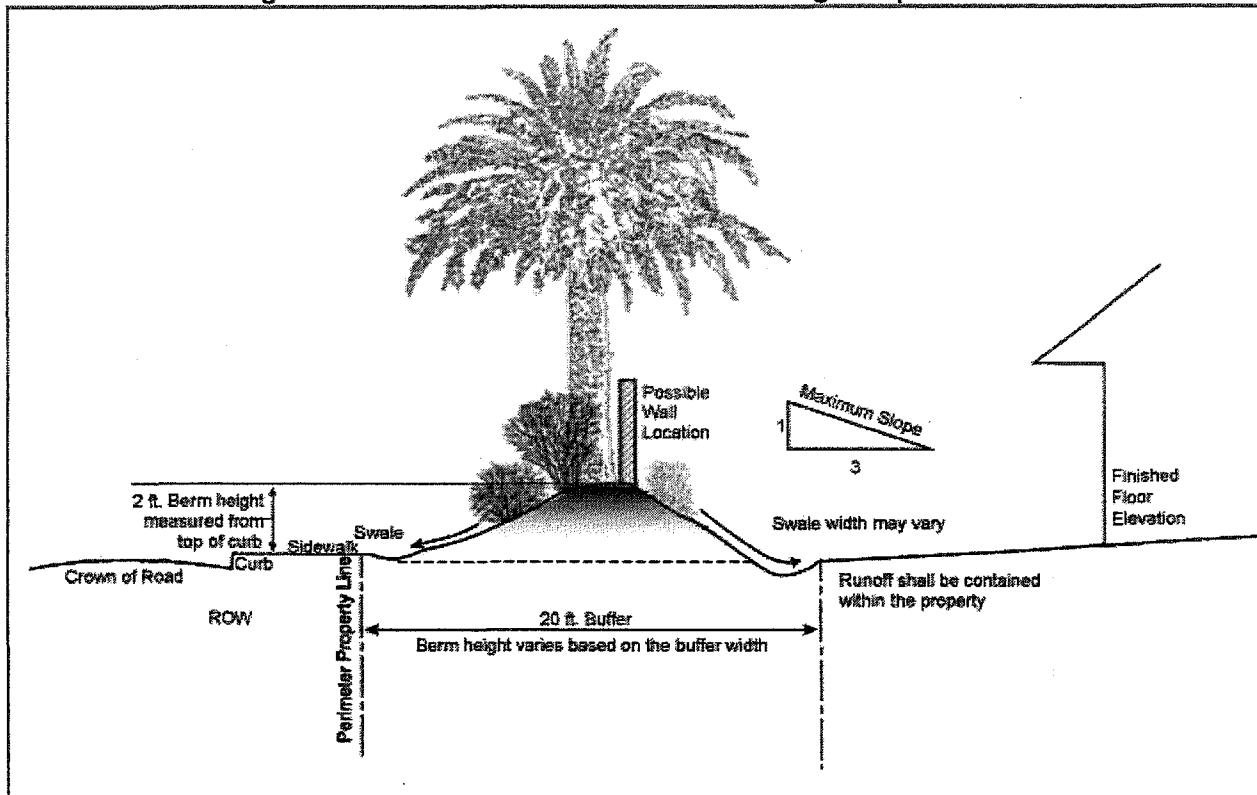 Possible
Wall
Location
Maximum Slope
1
3
2 ft. Berm height
measured from
top of curb
Swale
Sidewalk
Curb
Crown of Road
ROW
Perimeter Property Line
Swale width may vary
Finished
Floor
Elevation
Runoff shall be contained
within the property
20 ft. Buffer
Berm height varies based on the buffer width